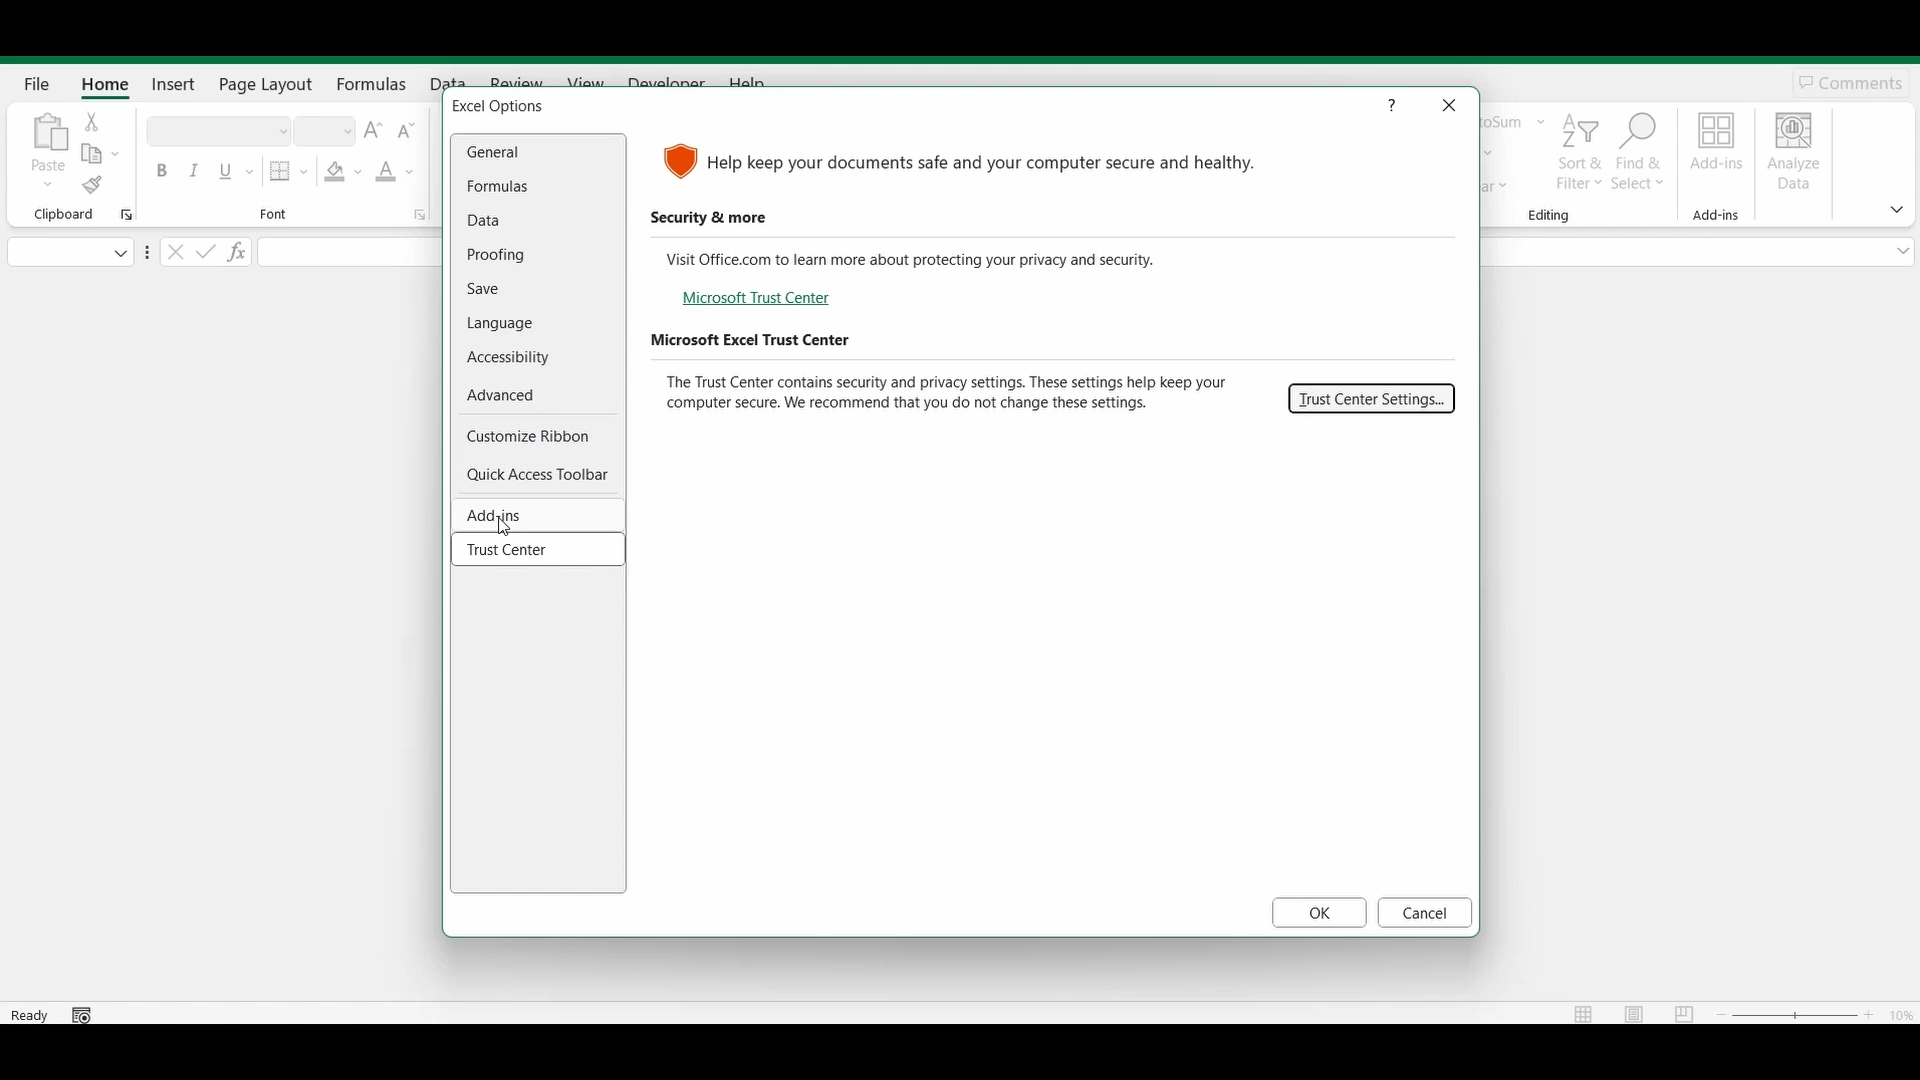 File Home Insert Page Layout Formulas Data Review View Developer Help
Comments
Excel Options
?
Paste
B I U
A
Clipboard
Font
fx
toSum
ar
Sort &
Filter
Find &
Select
Editing
Add-ins
Add-ins
Analyze
Data
General
Formulas
Data
Proofing
Save
Language
Accessibility
Advanced
Customize Ribbon
Quick Access Toolbar
Add-ins
Trust Center
Help keep your documents safe and your computer secure and healthy.
Security & more
Visit Office.com to learn more about protecting your privacy and security.
Microsoft Trust Center
Microsoft Excel Trust Center
The Trust Center contains security and privacy settings. These settings help keep your
computer secure. We recommend that you do not change these settings.
Trust Center Settings...
OK
Cancel
Ready
10%